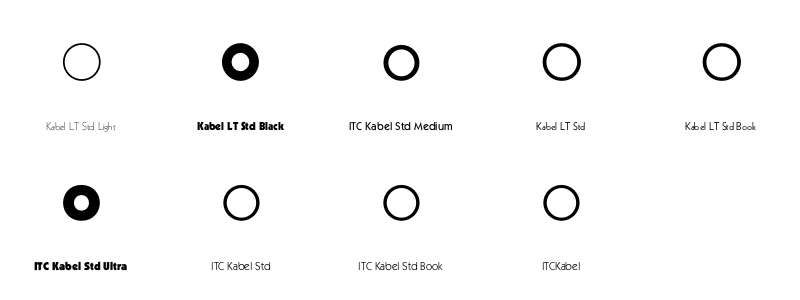 Kabel LT Std Light
Kabel LT Std Black
ITC Kabel Std Medium
Kabel LT Std
Kabel LT Std Book
ITC Kabel Std Ultra
ITC Kabel Std
ITC Kabel Std Book
ITCKabel